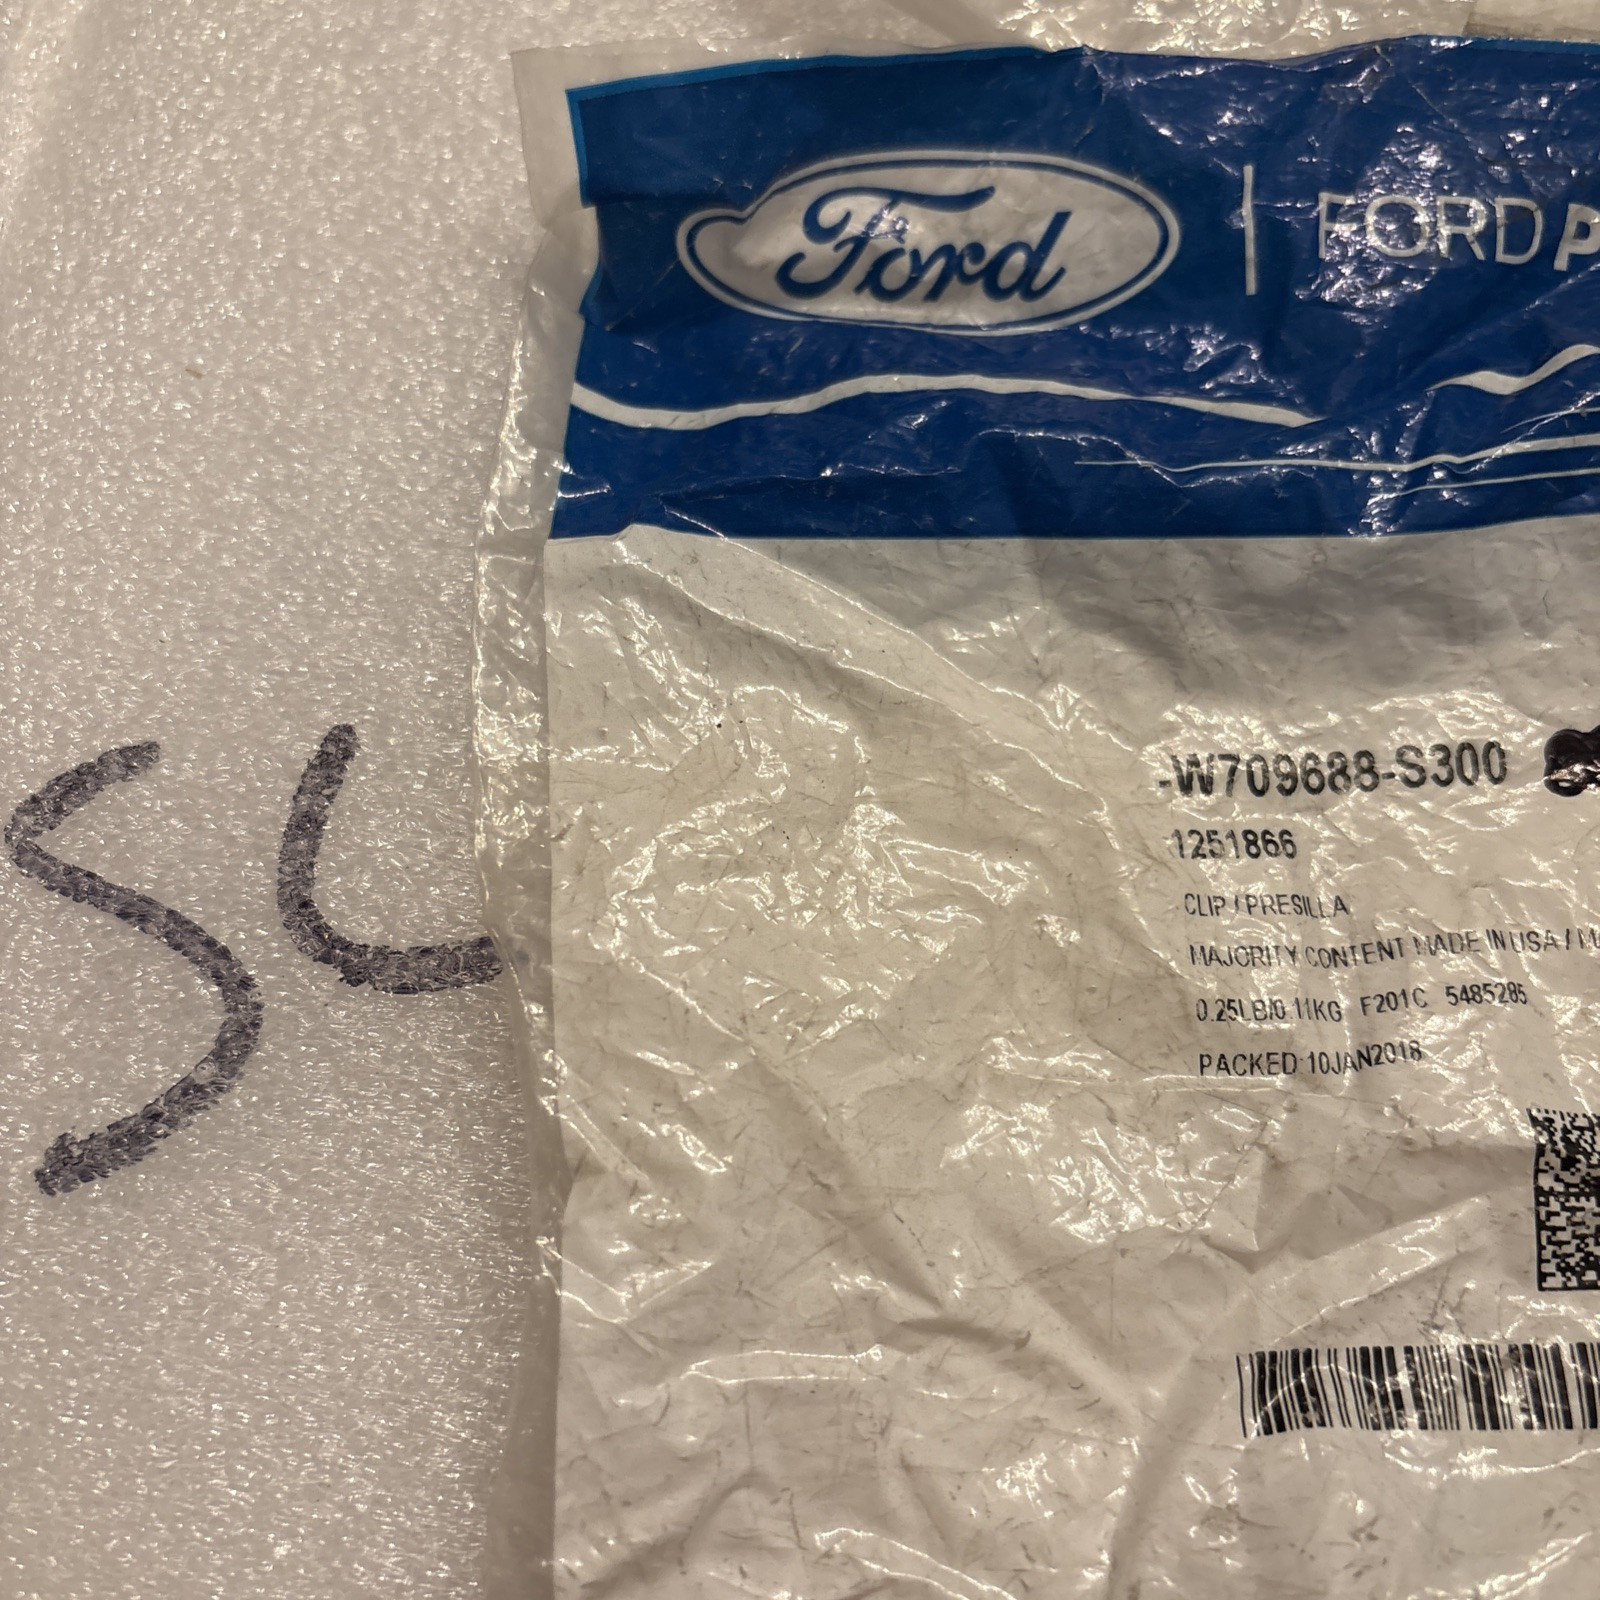 Ford | FORD P
-W709688-S300
1251866
CLIP / PRESILLA
MAJORITY CONTENT MADE IN USA / M
0.25LB/0.11KG F201C 5485285
PACKED 10JAN2018
SL